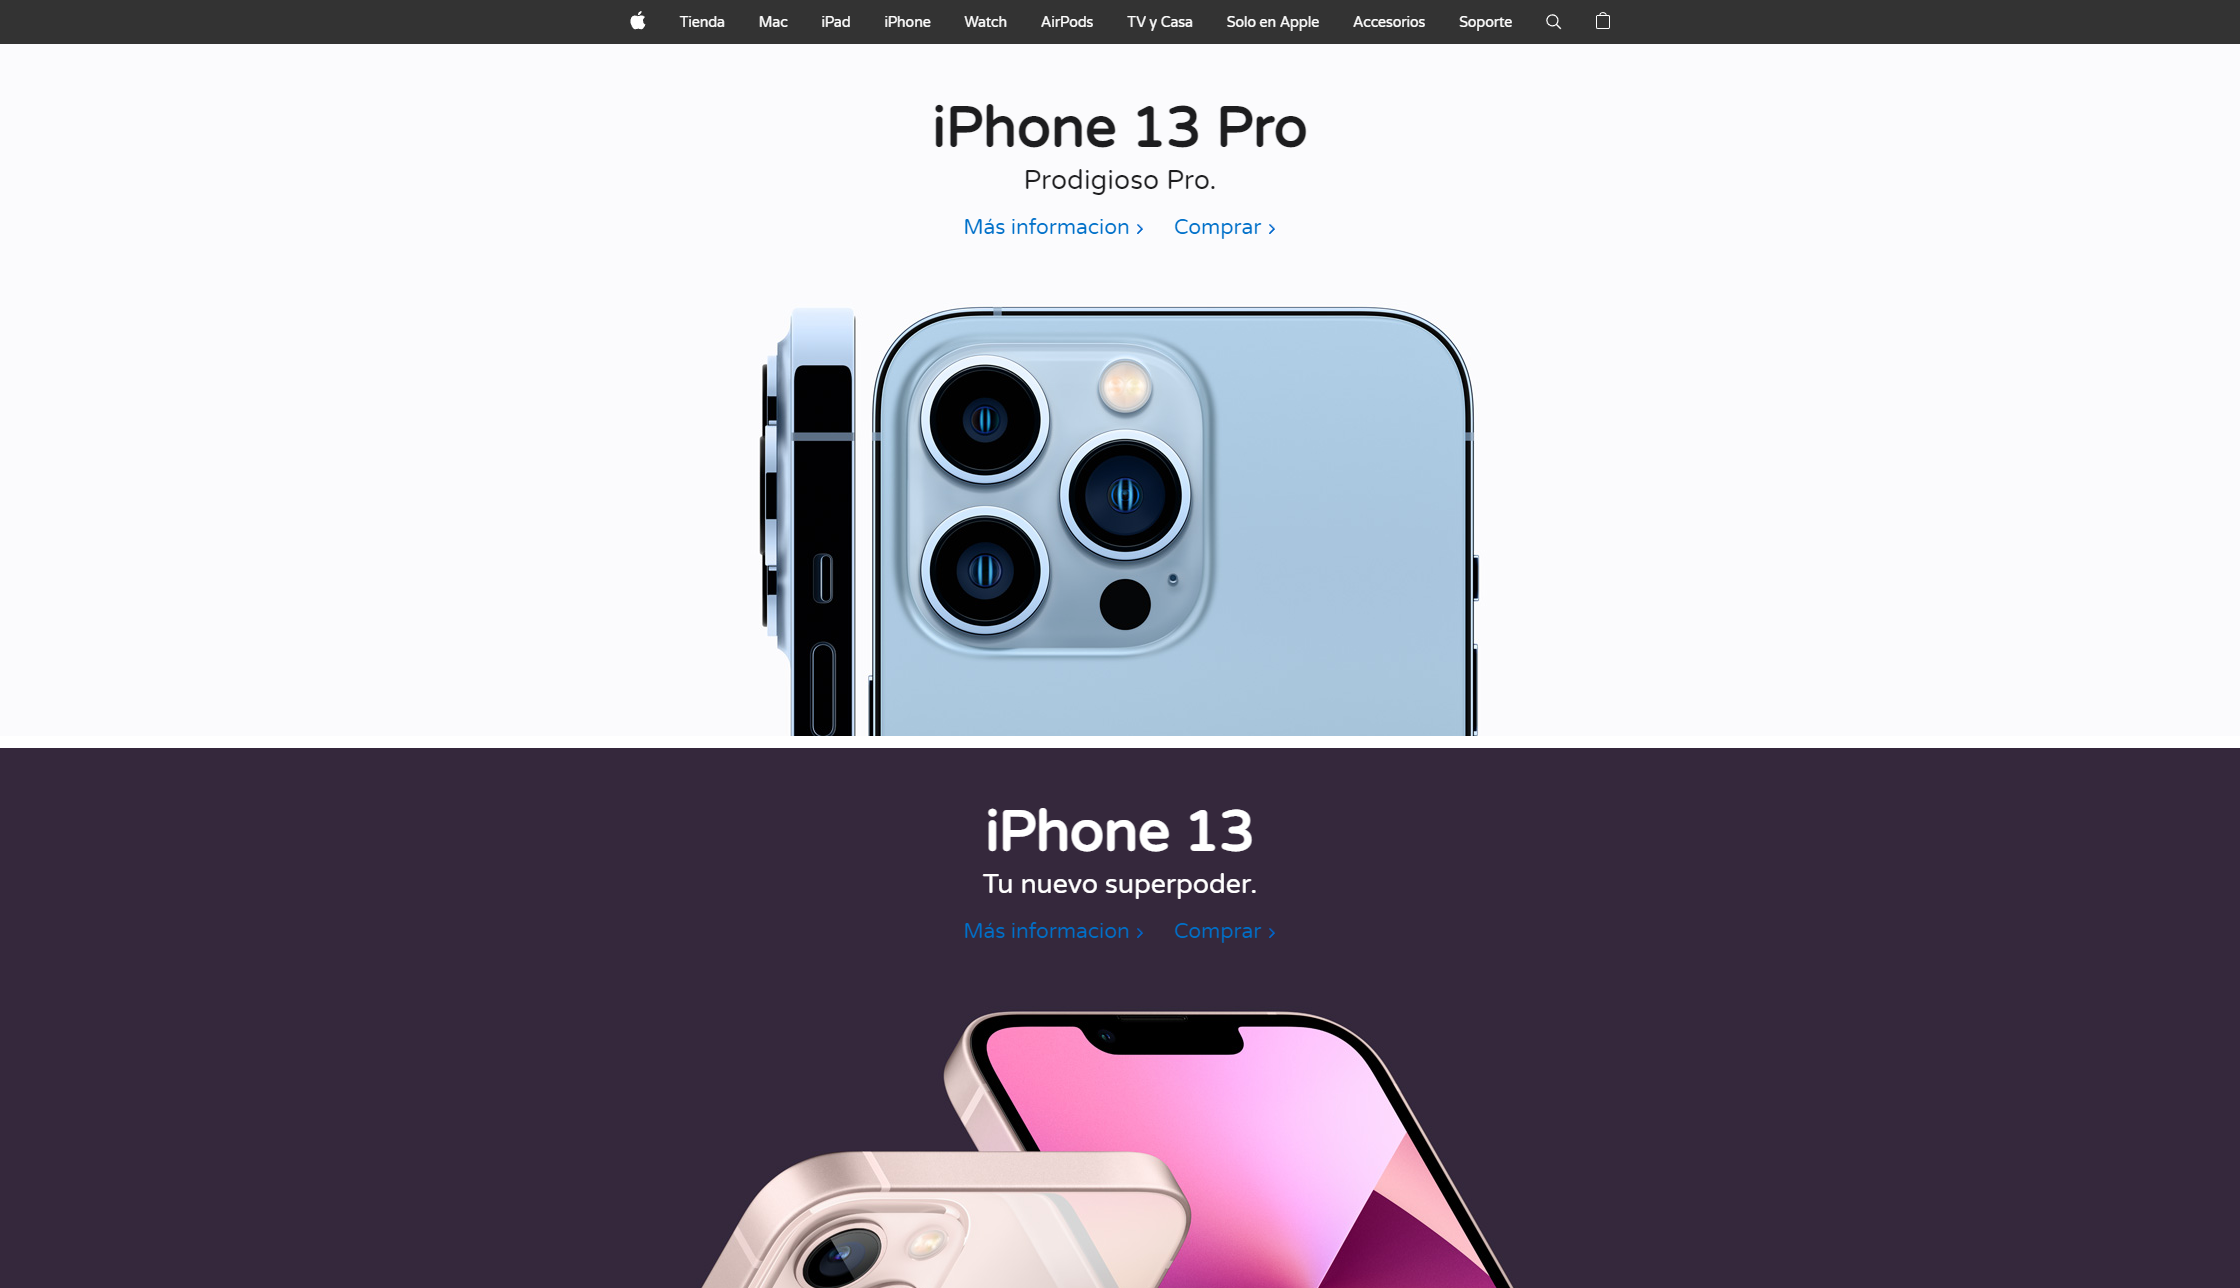 Tienda Mac iPad iPhone Watch AirPods TV y Casa Solo en Apple Accesorios Soporte
iPhone 13 Pro
Prodigioso Pro.
Más informacion › Comprar ›
iPhone 13
Tu nuevo superpoder.
Más informacion › Comprar ›